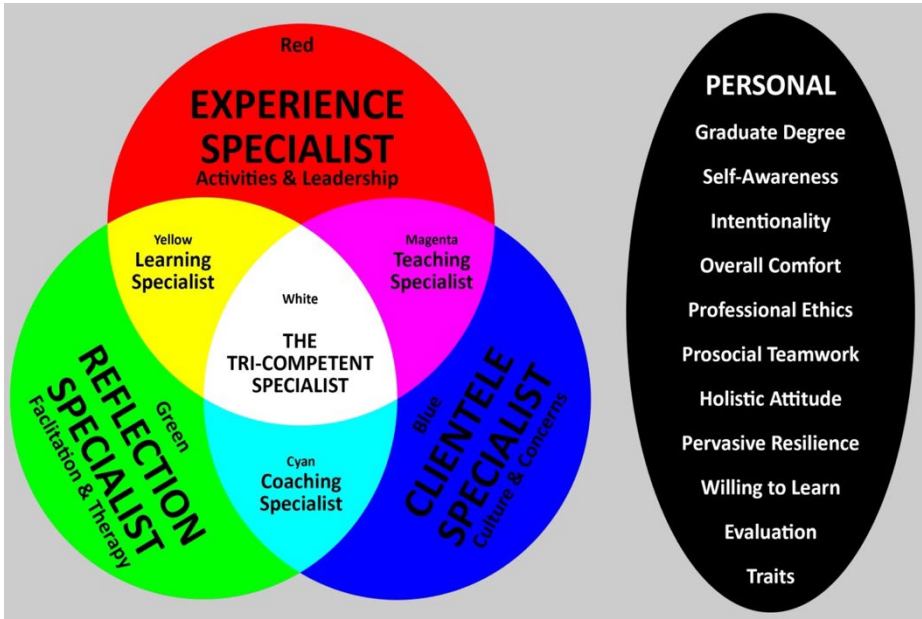 Red
EXPERIENCE
SPECIALIST
Activities & Leadership
Yellow
Learning
Specialist
Magenta
Teaching
Specialist
White
THE
TRI-COMPETENT
SPECIALIST
Green
REFLECTION
SPECIALIST
Faclitation & Therapy
Blue
CLIENTELE
SPECIALIST
Culture & Concerns
Cyan
Coaching
Specialist
PERSONAL
Graduate Degree
Self-Awareness
Intentionality
Overall Comfort
Professional Ethics
Prosocial Teamwork
Holistic Attitude
Pervasive Resilience
Willing to Learn
Evaluation
Traits